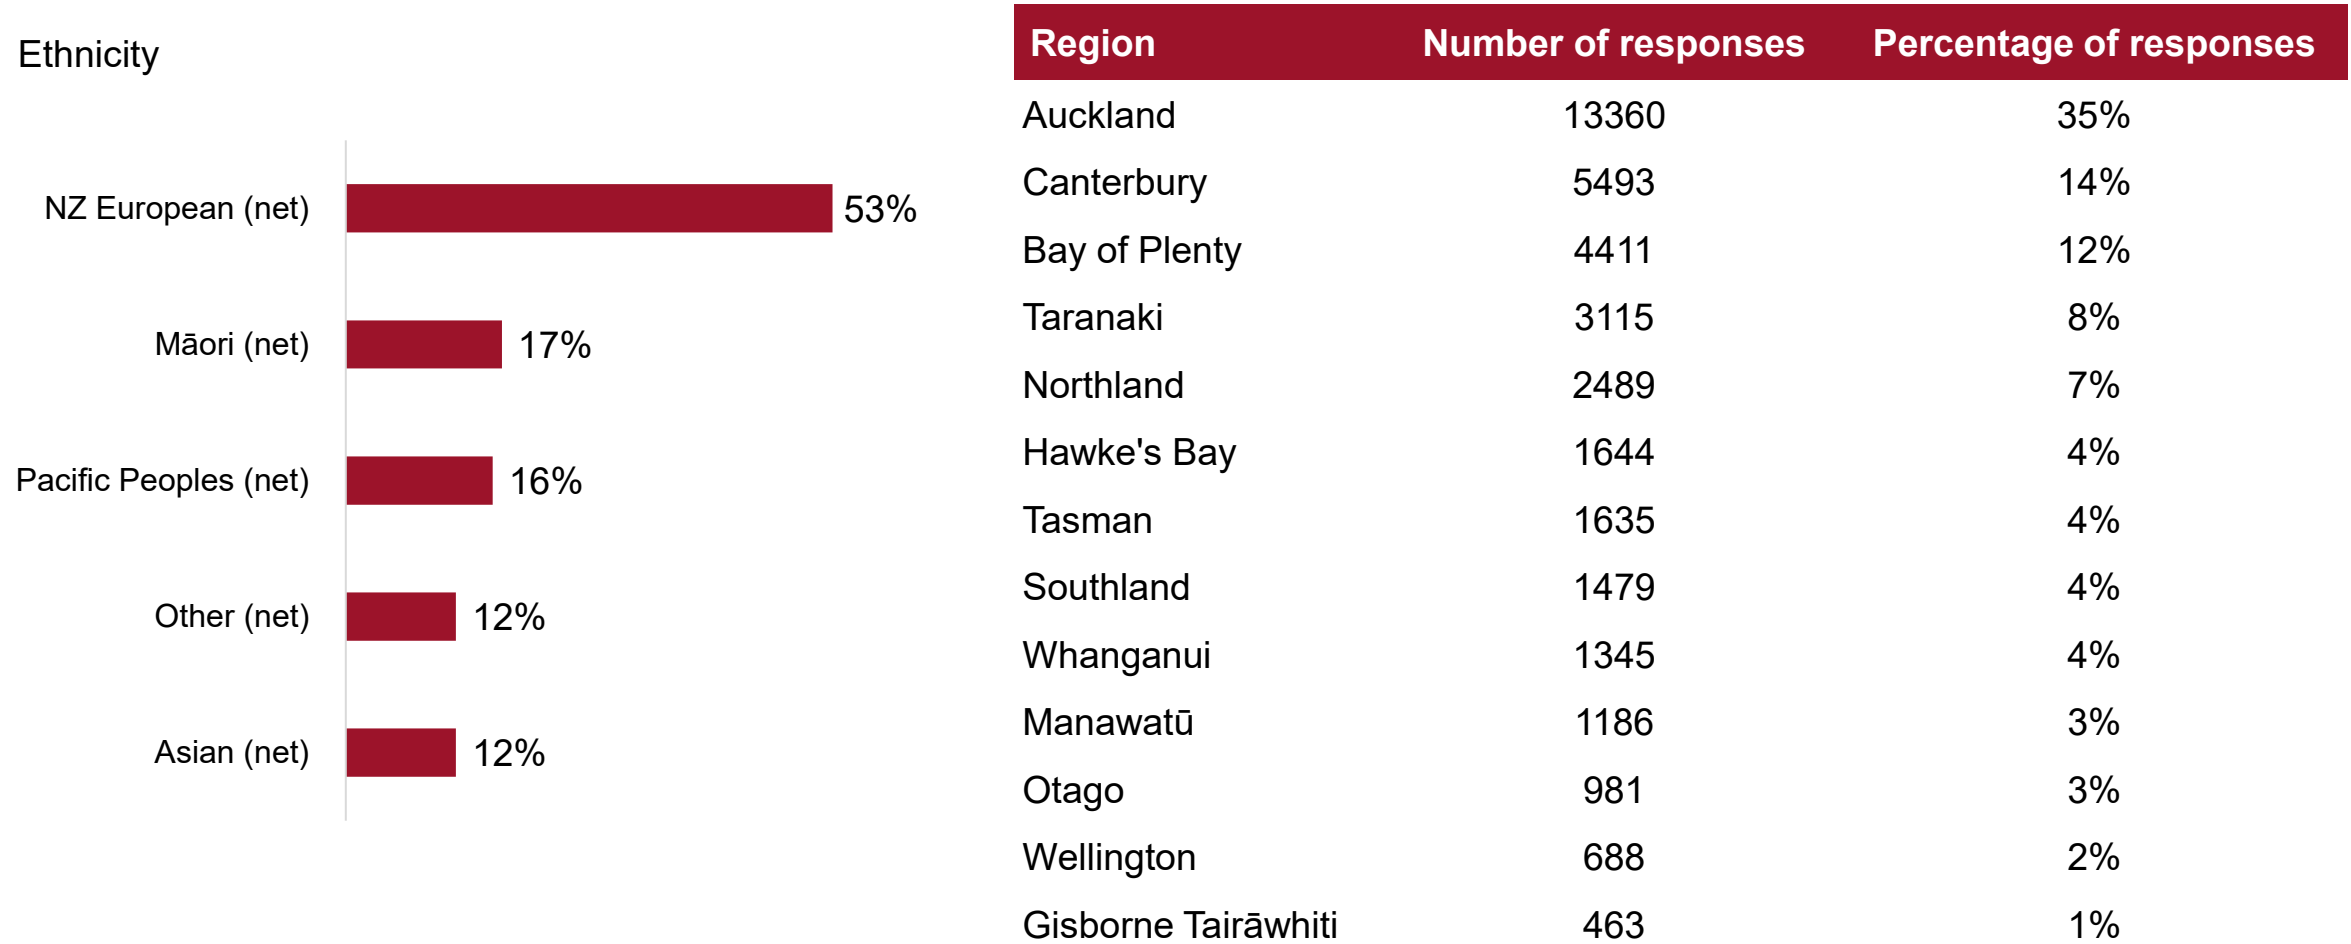 Ethnicity
NZ European (net) 53%
Māori (net) 17%
Pacific Peoples (net) 16%
Other (net) 12%
Asian (net) 12%
Region Number of responses Percentage of responses
Auckland 13360 35%
Canterbury 5493 14%
Bay of Plenty 4411 12%
Taranaki 3115 8%
Northland 2489 7%
Hawke's Bay 1644 4%
Tasman 1635 4%
Southland 1479 4%
Whanganui 1345 4%
Manawatū 1186 3%
Otago 981 3%
Wellington 688 2%
Gisborne Tairāwhiti 463 1%